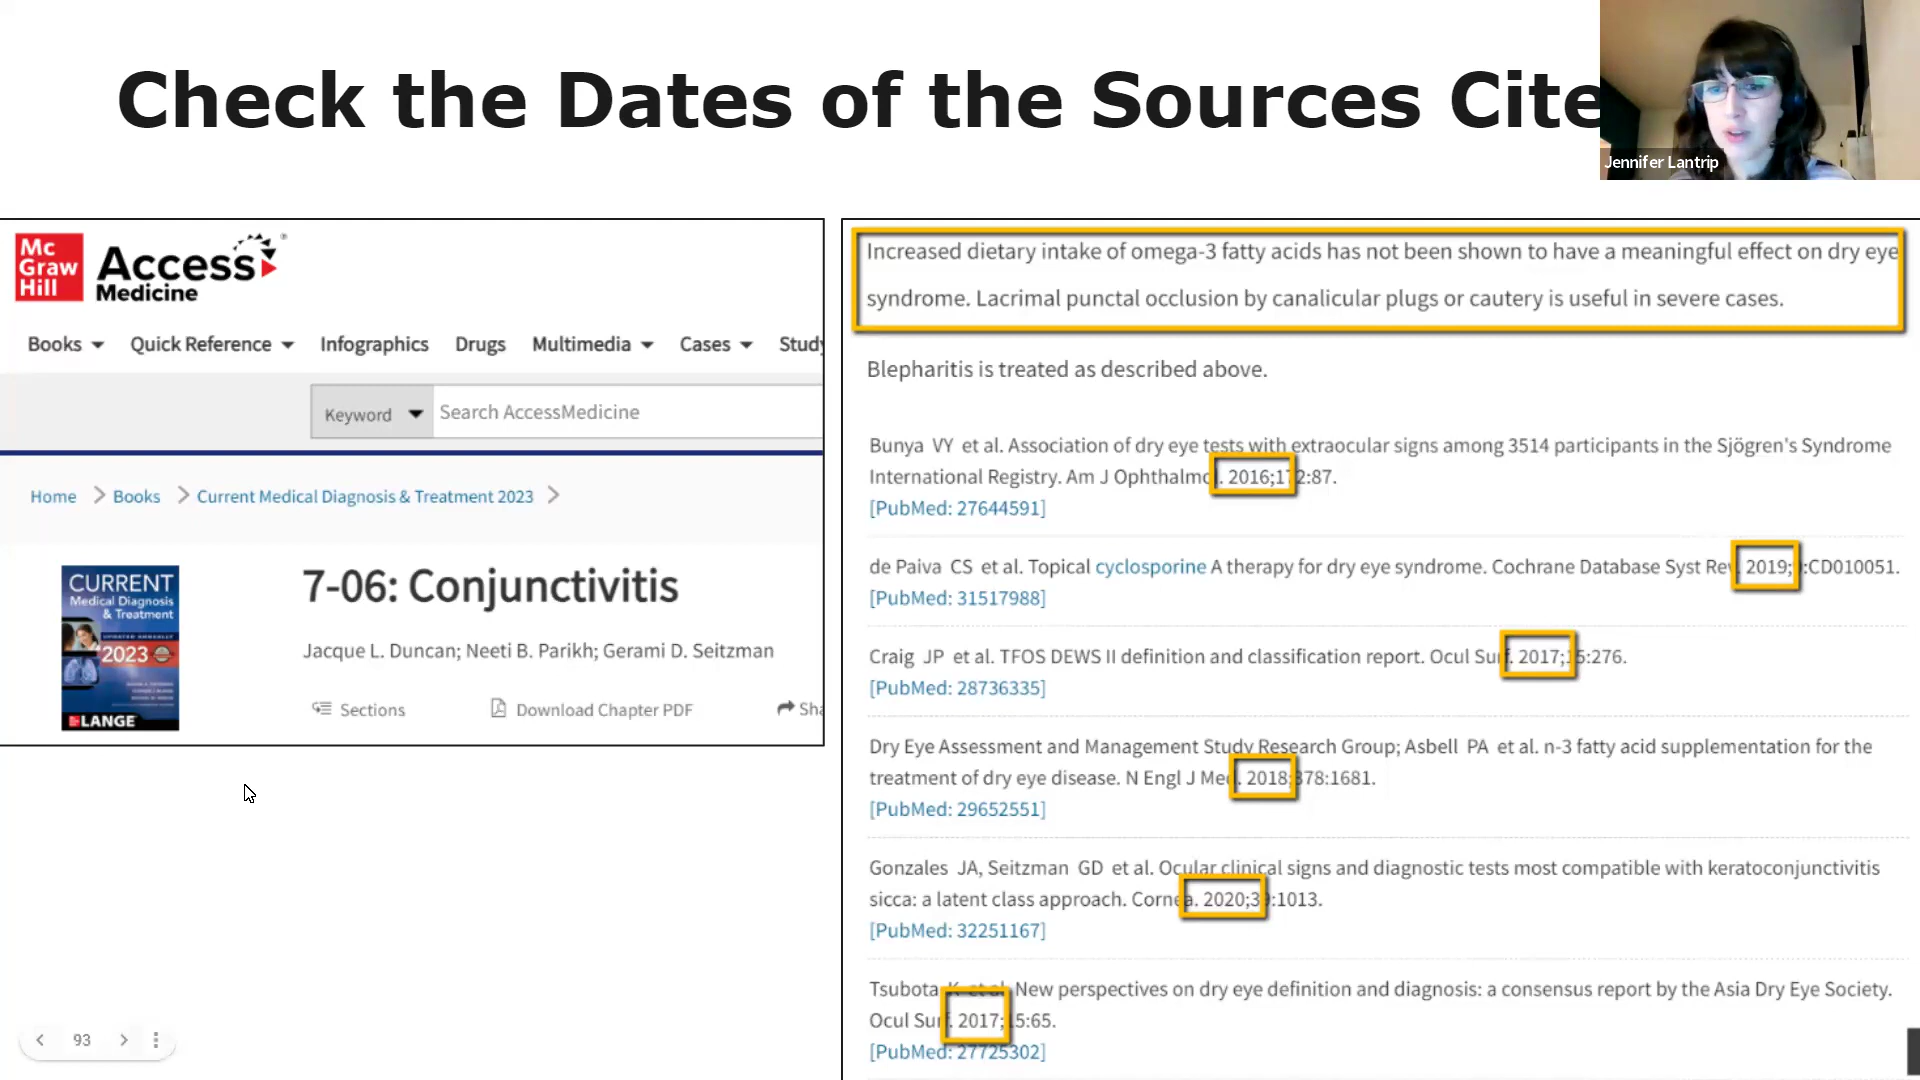 Check the Dates of the Sources Cite
Jennifer Lantrip
Mc
Graw
Hill
Access
Medicine
Books Quick Reference Infographics Drugs Multimedia Cases Study
Keyword Search AccessMedicine
Home Books Current Medical Diagnosis & Treatment 2023
CURRENT
Medical Diagnosis
& Treatment
2023
LANGE
7-06: Conjunctivitis
Jacque L. Duncan; Neeti B. Parikh; Gerami D. Seitzman
Sections Download Chapter PDF Sha
Increased dietary intake of omega-3 fatty acids has not been shown to have a meaningful effect on dry eye
syndrome. Lacrimal punctal occlusion by canalicular plugs or cautery is useful in severe cases.
Blepharitis is treated as described above.
Bunya VY et al. Association of dry eye tests with extraocular signs among 3514 participants in the Sjögren's Syndrome
International Registry. Am J Ophthalmol. 2016;172:87.
[PubMed: 27644591]
de Paiva CS et al. Topical cyclosporine A therapy for dry eye syndrome. Cochrane Database Syst Rev. 2019; :CD010051.
[PubMed: 31517988]
Craig JP et al. TFOS DEWS II definition and classification report. Ocul Surf. 2017;15:276.
[PubMed: 28736335]
Dry Eye Assessment and Management Study Research Group; Asbell PA et al. n-3 fatty acid supplementation for the
treatment of dry eye disease. N Engl J Med. 2018;378:1681.
[PubMed: 29652551]
Gonzales JA, Seitzman GD et al. Ocular clinical signs and diagnostic tests most compatible with keratoconjunctivitis
sicca: a latent class approach. Cornea. 2020;39:1013.
[PubMed: 32251167]
Tsubota K et al. New perspectives on dry eye definition and diagnosis: a consensus report by the Asia Dry Eye Society.
Ocul Surf. 2017;15:65.
[PubMed: 27725302]
93